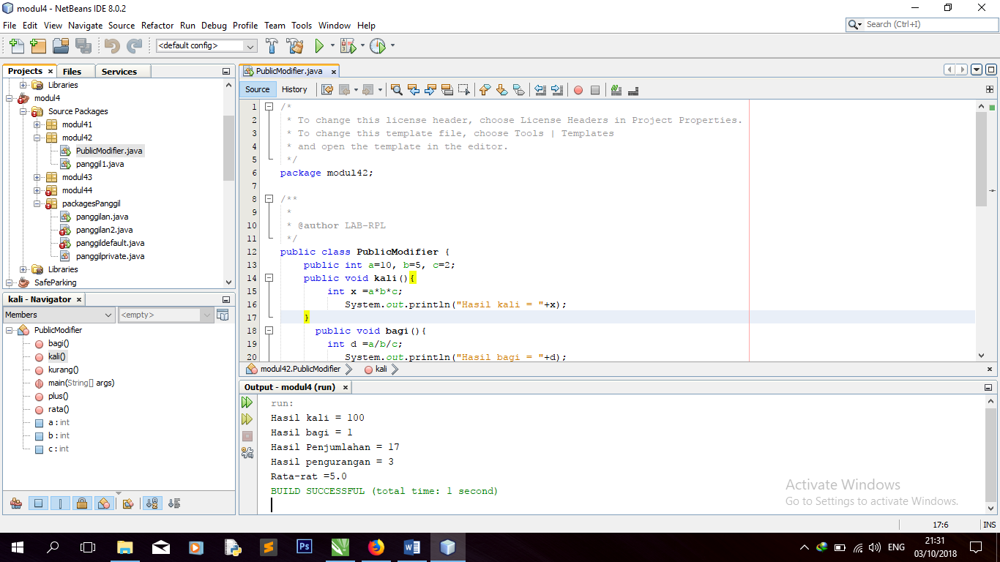 modul4 - NetBeans IDE 8.0.2
File Edit View Navigate Source Refactor Run Debug Profile Team Tools Window Help
Search (Ctrl+I)
<default config>
Projects Files Services
Libraries
modul4
Source Packages
modul41
modul42
PublicModifier.java
panggil1.java
modul43
modul44
packagesPanggil
panggilan.java
panggilan2.java
panggildefault.java
panggilprivate.java
Libraries
SafeParking
kali - Navigator
Members <empty>
PublicModifier
bagi()
kali()
kurang()
main(String[] args)
plus()
rata()
a : int
b : int
c : int
PublicModifier.java
Source History
1 /*
2 * To change this license header, choose License Headers in Project Properties.
3 * To change this template file, choose Tools | Templates
4 * and open the template in the editor.
5 */
6 package modul42;
7
8 /**
9 *
10 * @author LAB-RPL
11 */
12 public class PublicModifier {
13 public int a=10, b=5, c=2;
14 public void kali(){
15 int x =a*b*c;
16 System.out.println("Hasil kali = "+x);
17 }
18 public void bagi(){
19 int d =a/b/c;
20 System.out.println("Hasil bagi = "+d);
modul42.PublicModifier kali
Output - modul4 (run)
run:
Hasil kali = 100
Hasil bagi = 1
Hasil Penjumlahan = 17
Hasil pengurangan = 3
Rata-rat =5.0
BUILD SUCCESSFUL (total time: 1 second)
Activate Windows
Go to Settings to activate Windows.
17:6 INS
Ps
ENG
21:31
03/10/2018